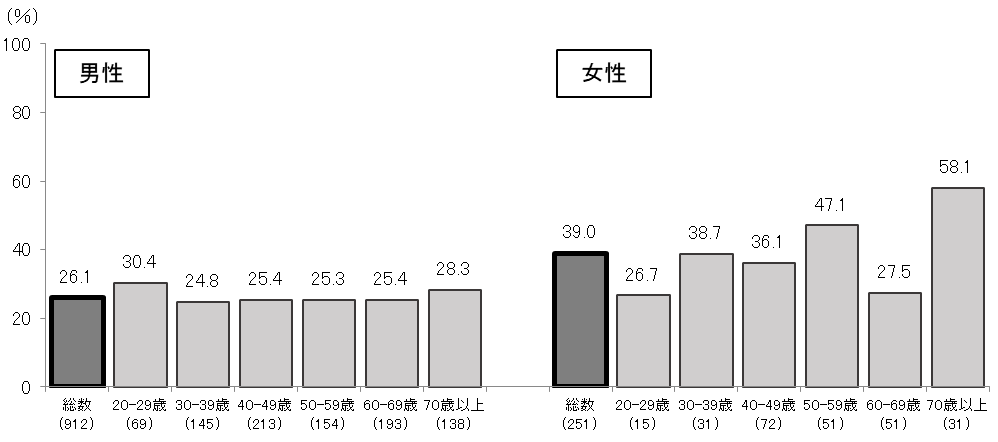 (%)
100
80
60
40
20
0
男性
26.1
30.4
24.8
25.4
25.3
25.4
28.3
総数
(912)
20-29歳
(69)
30-39歳
(145)
40-49歳
(213)
50-59歳
(154)
60-69歳
(193)
70歳以上
(138)
女性
39.0
26.7
38.7
36.1
47.1
27.5
58.1
総数
(251)
20-29歳
(15)
30-39歳
(31)
40-49歳
(72)
50-59歳
(51)
60-69歳
(51)
70歳以上
(31)